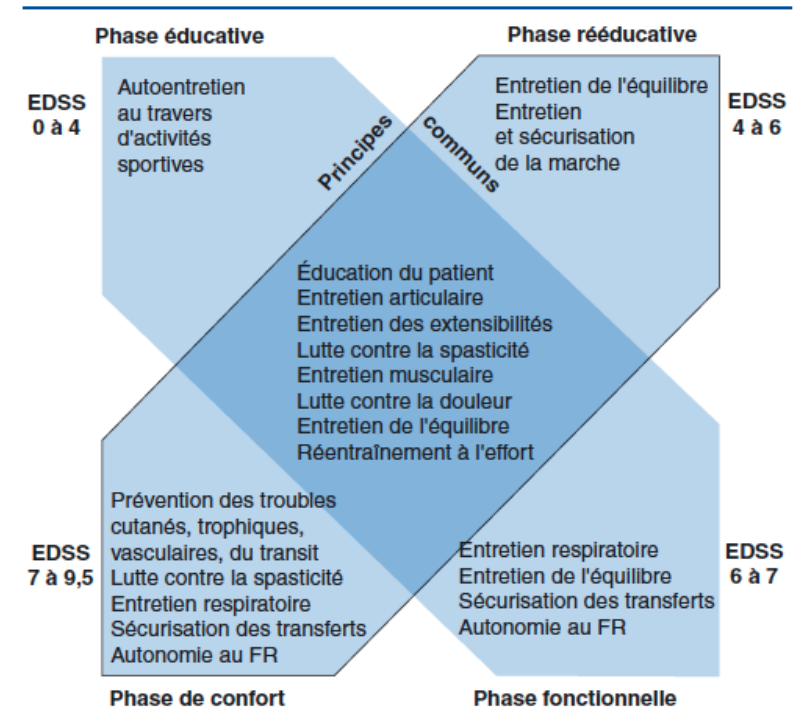 Phase éducative
Phase rééducative
EDSS
0 à 4
Autoentretien
au travers
d'activités
sportives
Principes
communs
Entretien de l'équilibre
Entretien
et sécurisation
de la marche
EDSS
4 à 6
Éducation du patient
Entretien articulaire
Entretien des extensibilités
Lutte contre la spasticité
Entretien musculaire
Lutte contre la douleur
Entretien de l'équilibre
Réentraînement à l'effort
EDSS
7 à 9,5
Prévention des troubles
cutanés, trophiques,
vasculaires, du transit
Lutte contre la spasticité
Entretien respiratoire
Sécurisation des transferts
Autonomie au FR
Entretien respiratoire
Entretien de l'équilibre
Sécurisation des transferts
Autonomie au FR
EDSS
6 à 7
Phase de confort
Phase fonctionnelle